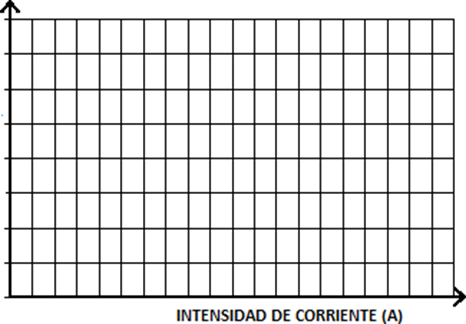 INTENSIDAD DE CORRIENTE (A)